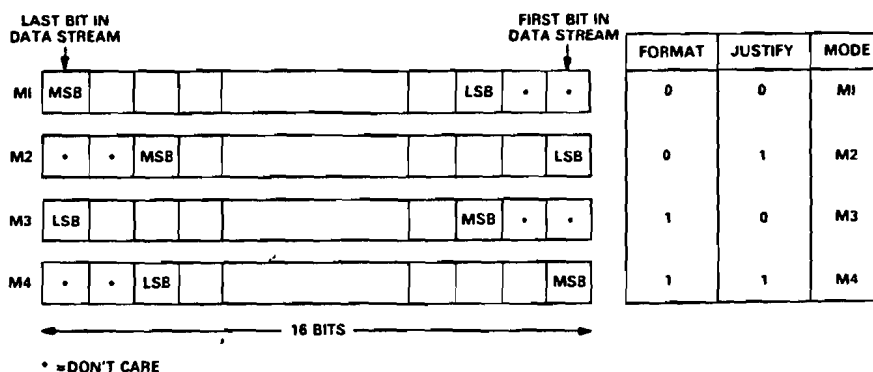 LAST BIT IN
DATA STREAM
FIRST BIT IN
DATA STREAM
M1 MSB LSB • •
M2 • • MSB LSB
M3 LSB MSB • •
M4 • • LSB MSB
16 BITS
• =DON'T CARE
FORMAT JUSTIFY MODE
0 0 M1
0 1 M2
1 0 M3
1 1 M4